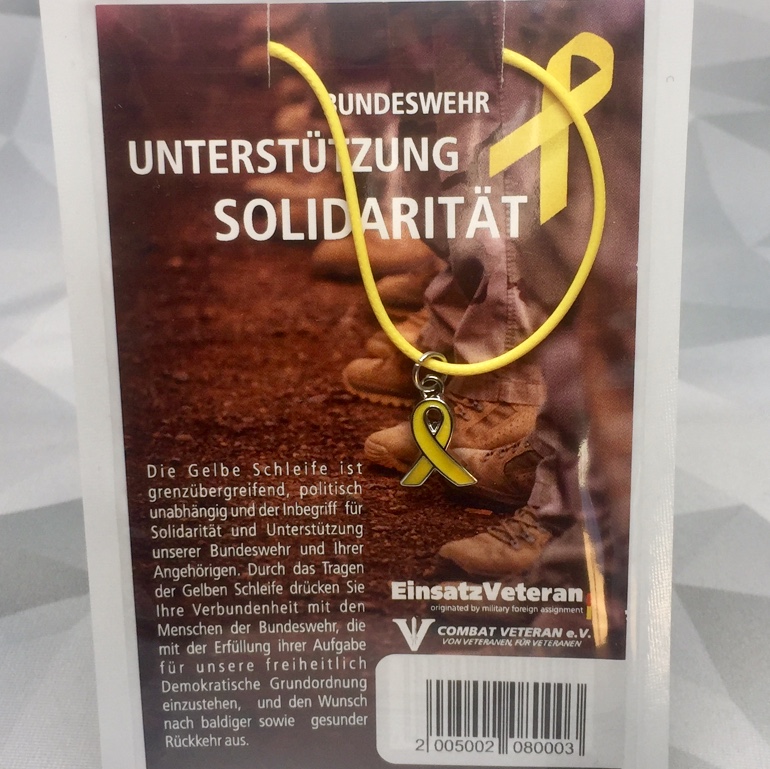 BUNDESWEHR
UNTERSTÜTZUNG
SOLIDARITÄT
Die Gelbe Schleife ist
grenzübergreifend, politisch
unabhängig und der Inbegriff für
Solidarität und Unterstützung
unserer Bundeswehr und Ihrer
Angehörigen. Durch das Tragen
der Gelben Schleife drücken Sie
Ihre Verbundenheit mit den
Menschen der Bundeswehr, die
mit der Erfüllung ihrer Aufgabe
für unsere freiheitlich
Demokratische Grundordnung
einzustehen, und den Wunsch
nach baldiger sowie gesunder
Rückkehr aus.
EinsatzVeteran
originated by military foreign assignment
COMBAT VETERAN e.V.
VON VETERANEN, FÜR VETERANEN
2 005002 080003